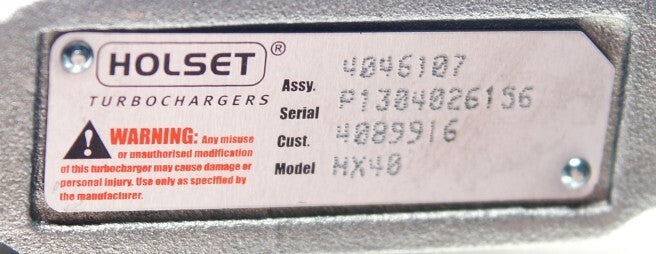 HOLSET®
TURBOCHARGERS
WARNING: Any misuse
or unauthorised modification
of this turbocharger may cause damage or
personal injury. Use only as specified by
the manufacturer.
Assy. 4046107
Serial P1304026156
Cust. 4089916
Model HX40